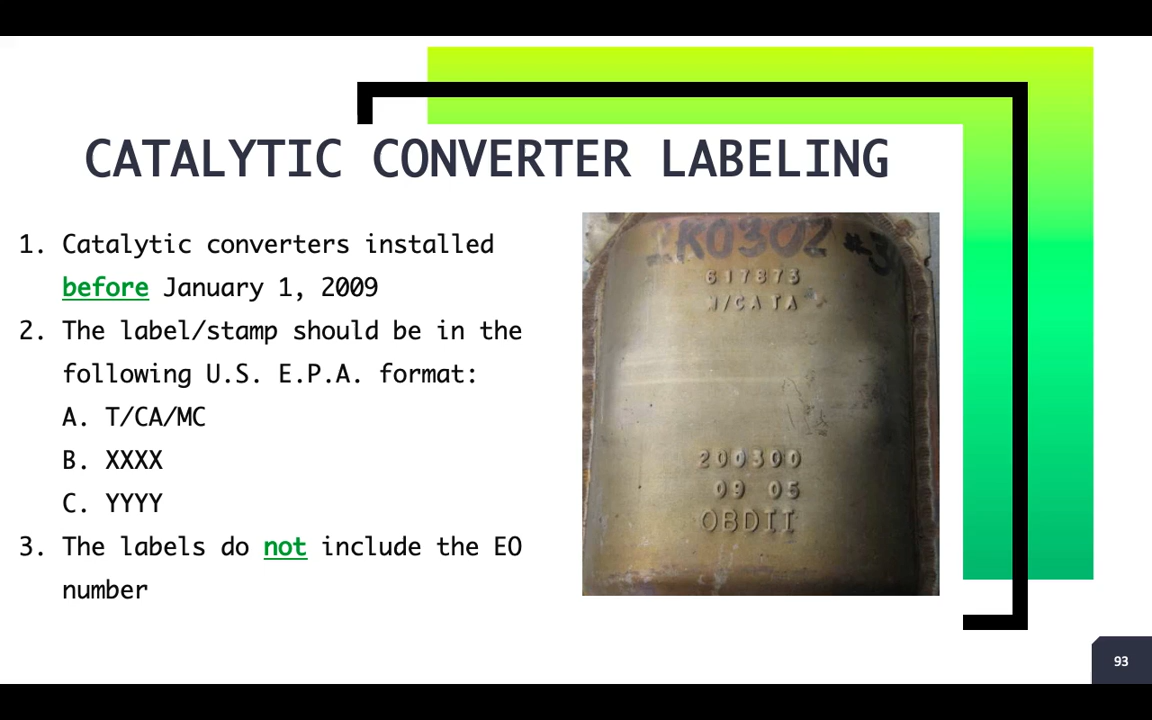 CATALYTIC CONVERTER LABELING
1. Catalytic converters installed
before January 1, 2009
2. The label/stamp should be in the
following U.S. E.P.A. format:
A. T/CA/MC
B. XXXX
C. YYYY
3. The labels do not include the EO
number
617873
N/CA TA
200300
09 05
OBDII
93